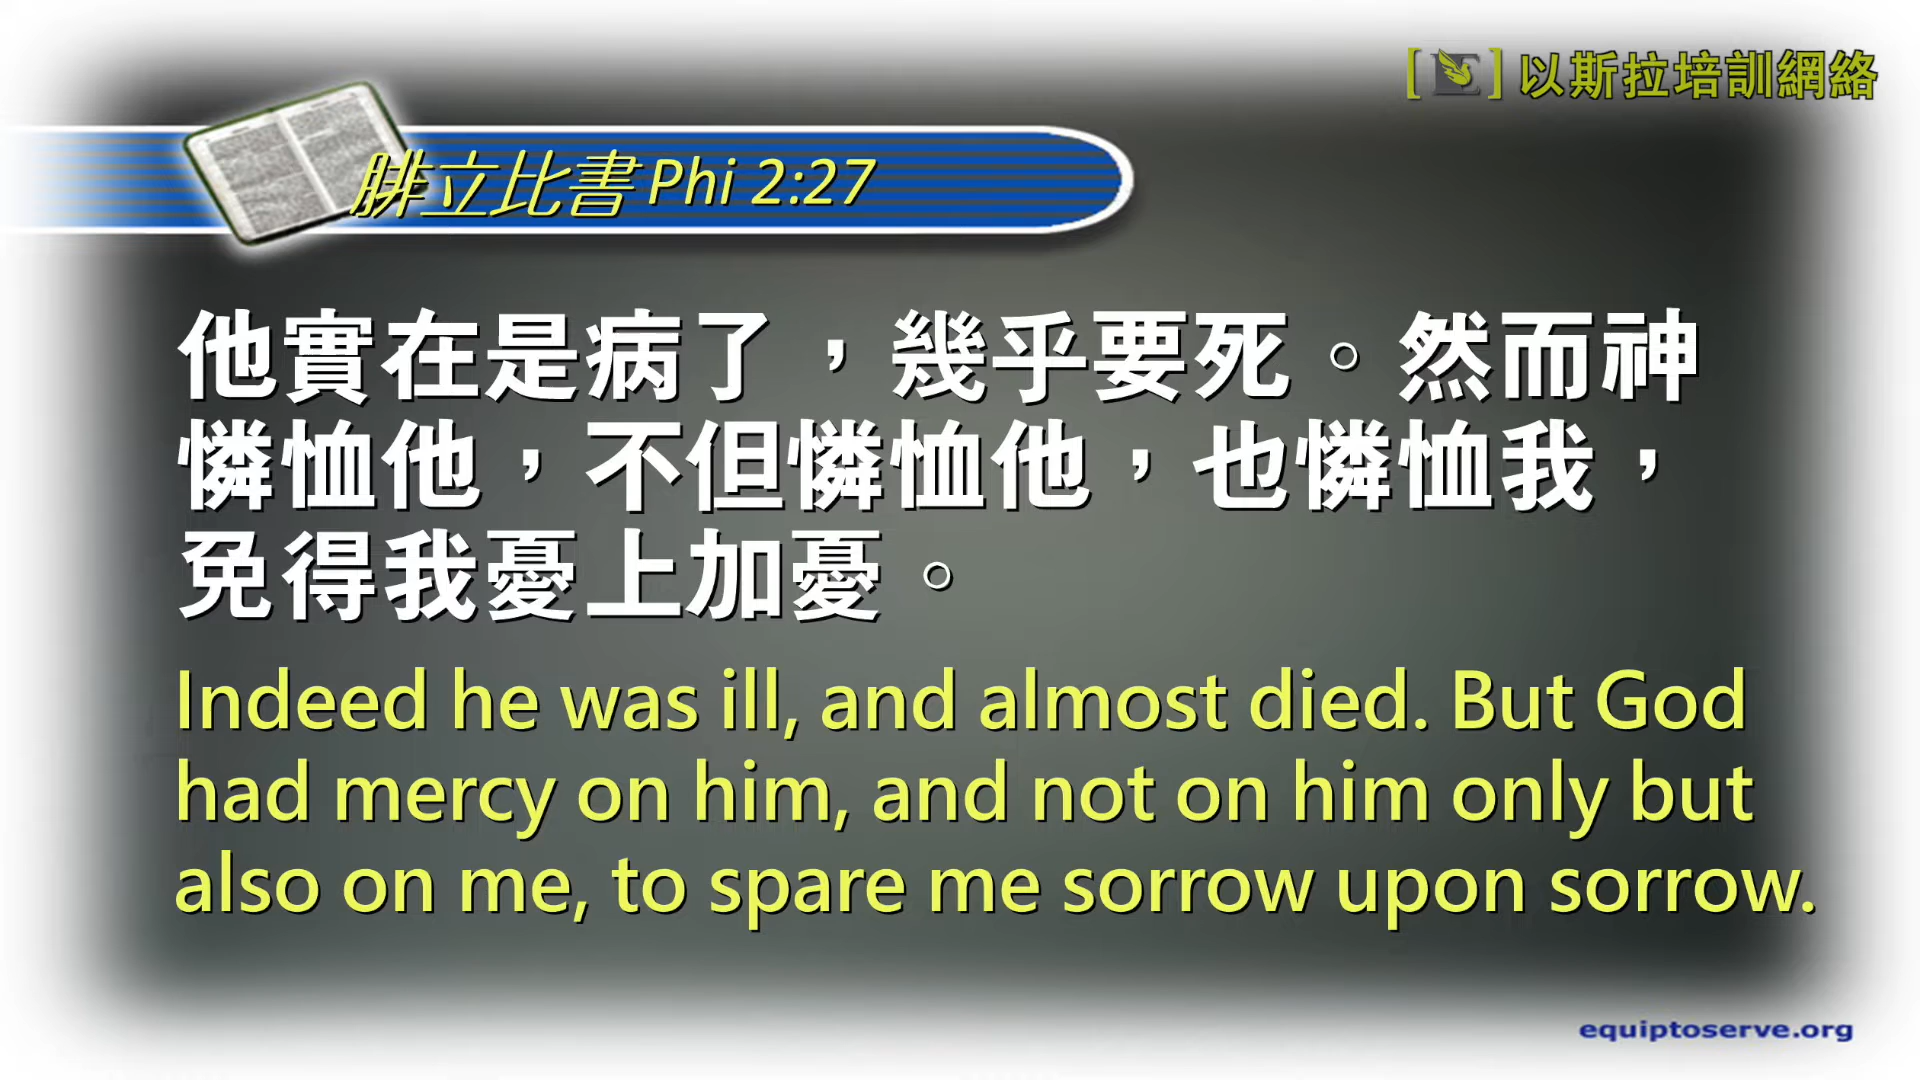 [E] 以斯拉培訓網絡
腓立比書 Phi 2:27
他實在是病了，幾乎要死。然而神
憐恤他，不但憐恤他，也憐恤我，
免得我憂上加憂。
Indeed he was ill, and almost died. But God
had mercy on him, and not on him only but
also on me, to spare me sorrow upon sorrow.
equiptoserve.org